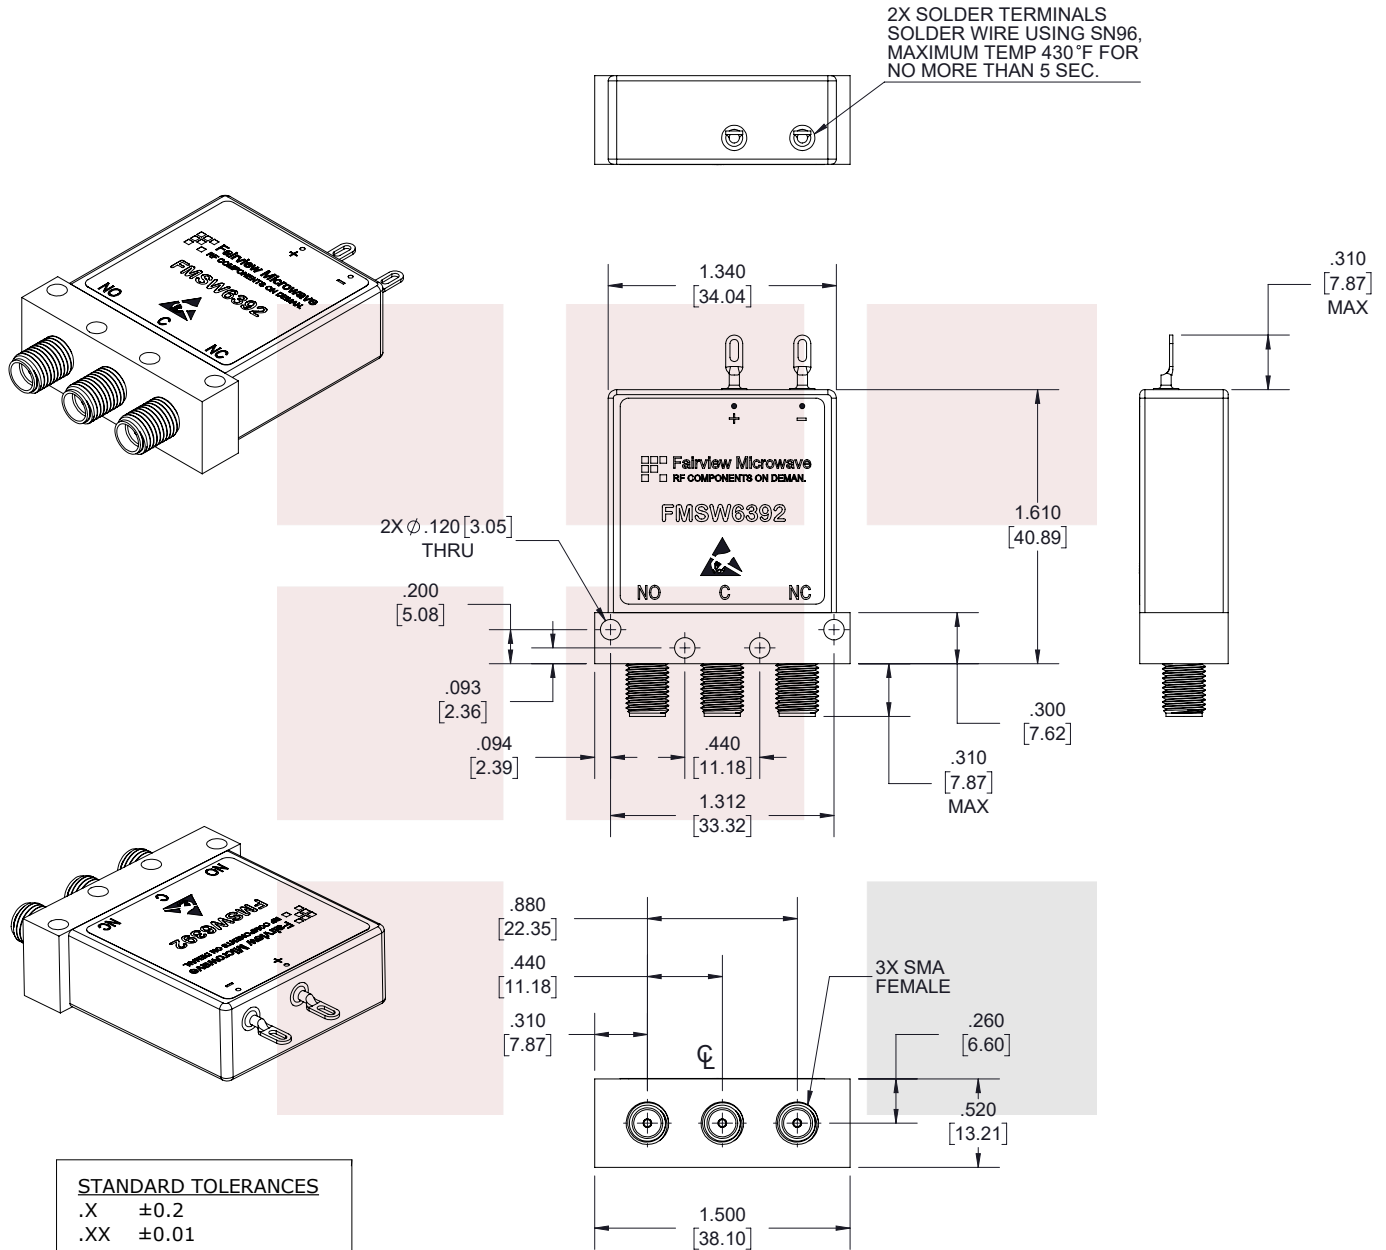 2X SOLDER TERMINALS
SOLDER WIRE USING SN96,
MAXIMUM TEMP 430°F FOR
NO MORE THAN 5 SEC.
Fairview Microwave
RF COMPONENTS ON DEMAN.
FMSW6392
+
-
NO
C
NC
1.340
[34.04]
.310
[7.87]
MAX
+
-
Fairview Microwave
RF COMPONENTS ON DEMAN.
FMSW6392
NO C NC
2X Ø .120 [3.05]
THRU
1.610
[40.89]
.200
[5.08]
.093
[2.36]
.094
[2.39]
.440
[11.18]
1.312
[33.32]
.300
[7.62]
.310
[7.87]
MAX
NO
C
NC
FMSW6392
Fairview Microwave
RF COMPONENTS ON DEMAN.
+
-
.880
[22.35]
.440
[11.18]
.310
[7.87]
℄
3X SMA
FEMALE
.260
[6.60]
.520
[13.21]
1.500
[38.10]
STANDARD TOLERANCES
.X ±0.2
.XX ±0.01